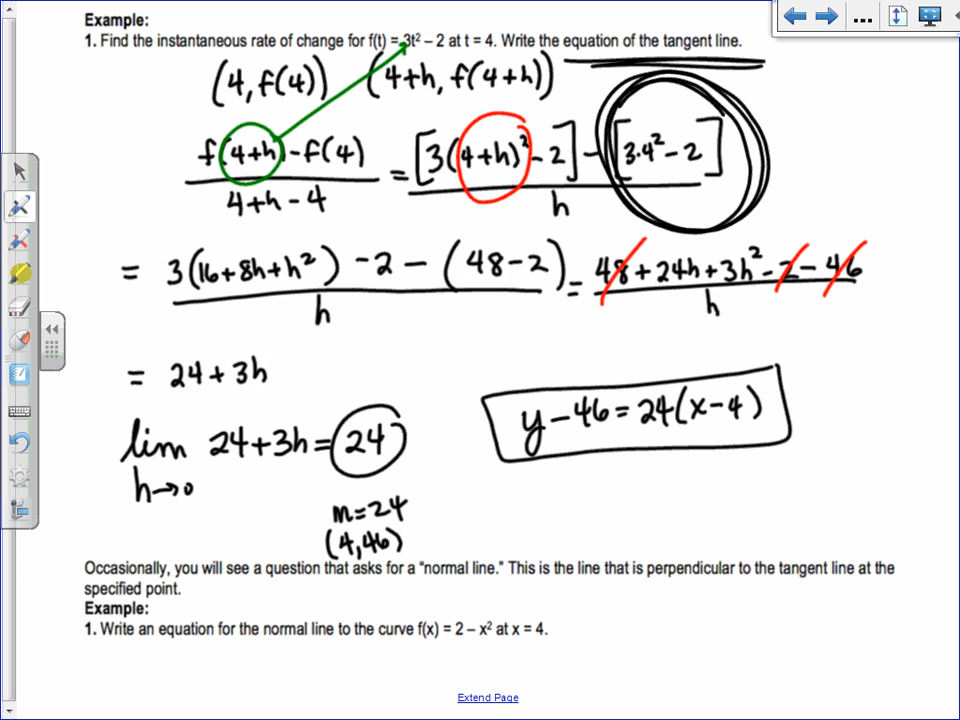 Example:
1. Find the instantaneous rate of change for f(t) = 3t² – 2 at t = 4. Write the equation of the tangent line.
(4, f(4)) (4+h, f(4+h))
f(4+h) - f(4) / 4+h-4 = [3(4+h)² - 2] - [3·4² - 2] / h
= 3(16+8h+h²) - 2 - (48-2) / h = 48+24h+3h²-2-46 / h
= 24+3h
lim h→0 24+3h = 24
y-46=24(x-4)
m=24
(4,46)
Occasionally, you will see a question that asks for a “normal line.” This is the line that is perpendicular to the tangent line at the
specified point.
Example:
1. Write an equation for the normal line to the curve f(x) = 2 – x² at x = 4.
Extend Page